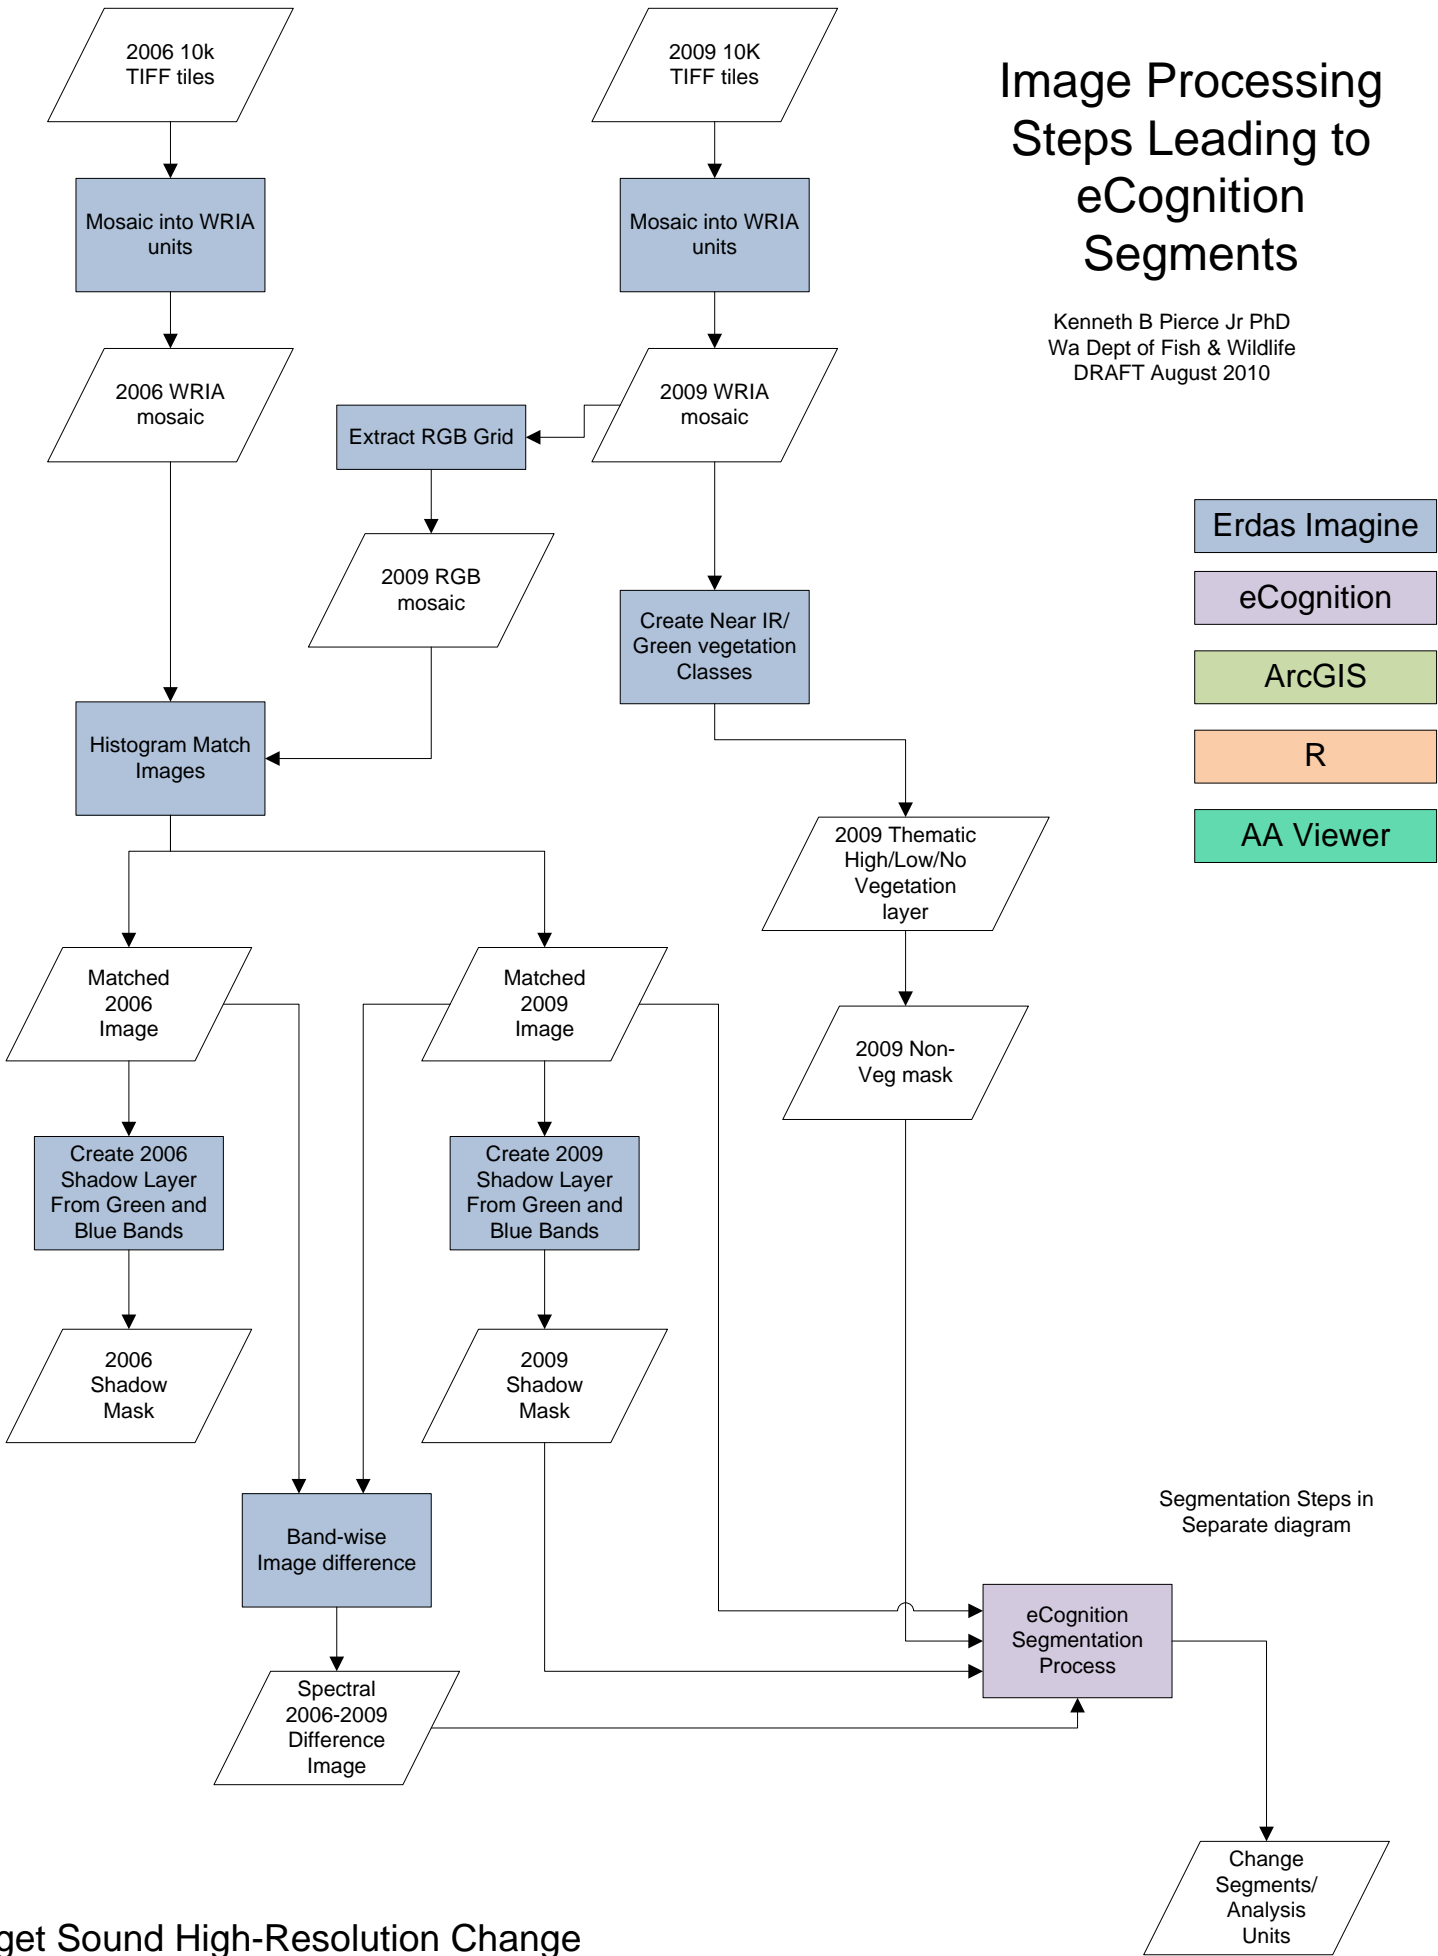 2006 10k
TIFF tiles
2009 10K
TIFF tiles
Image Processing
Steps Leading to
eCognition
Segments
Kenneth B Pierce Jr PhD
Wa Dept of Fish & Wildlife
DRAFT August 2010
Mosaic into WRIA
units
Mosaic into WRIA
units
2006 WRIA
mosaic
Extract RGB Grid
2009 WRIA
mosaic
Erdas Imagine
eCognition
ArcGIS
R
AA Viewer
2009 RGB
mosaic
Create Near IR/
Green vegetation
Classes
Histogram Match
Images
2009 Thematic
High/Low/No
Vegetation
layer
Matched
2006
Image
Matched
2009
Image
2009 Non-
Veg mask
Create 2006
Shadow Layer
From Green and
Blue Bands
Create 2009
Shadow Layer
From Green and
Blue Bands
2006
Shadow
Mask
2009
Shadow
Mask
Band-wise
Image difference
Segmentation Steps in
Separate diagram
eCognition
Segmentation
Process
Spectral
2006-2009
Difference
Image
Change
Segments/
Analysis
Units
get Sound High-Resolution Change